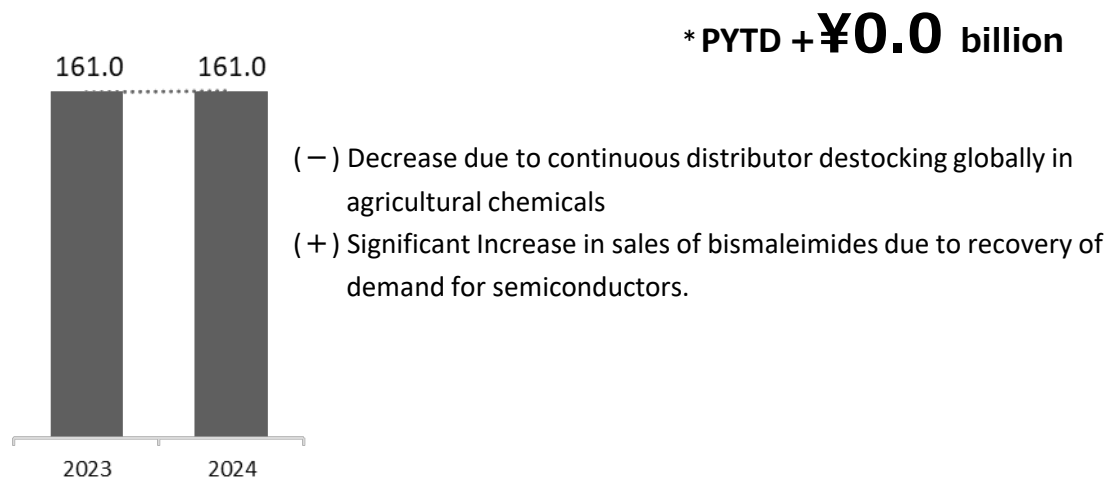 * PYTD +¥0.0 billion
161.0 161.0
(－) Decrease due to continuous distributor destocking globally in
agricultural chemicals
(＋) Significant Increase in sales of bismaleimides due to recovery of
demand for semiconductors.
2023 2024